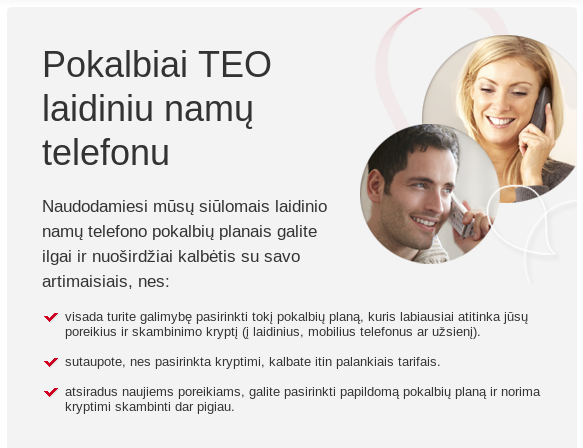 Pokalbiai TEO
laidiniu namų
telefonu
Naudodamiesi mūsų siūlomais laidinio
namų telefono pokalbių planais galite
ilgai ir nuoširdžiai kalbėtis su savo
artimaisiais, nes:
visada turite galimybę pasirinkti tokį pokalbių planą, kuris labiausiai atitinka jūsų
poreikius ir skambinimo kryptį (į laidinius, mobilius telefonus ar užsienį).
sutaupote, nes pasirinkta kryptimi, kalbate itin palankiais tarifais.
atsiradus naujiems poreikiams, galite pasirinkti papildomą pokalbių planą ir norima
kryptimi skambinti dar pigiau.